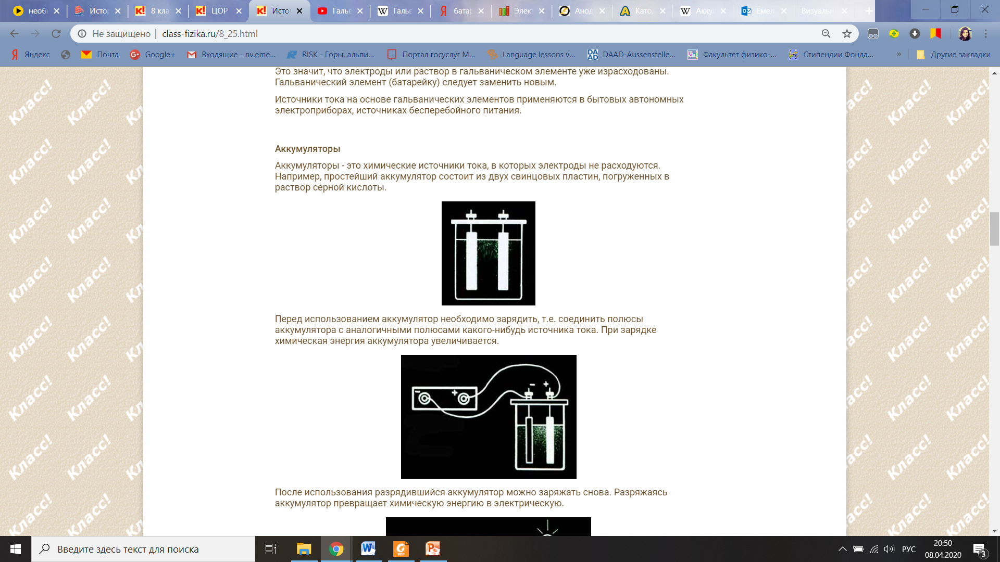 необ
Истор
8 кла
ЦОР
Источ
Гальв
Гальв
батар
Элек
Анод
Катод
Акку
Емел
Визуальн
Не защищено
class-fizika.ru/8_25.html
Яндекс
Почта
Google+
Входящие - nv.eme...
RISK - Горы, альпи...
Портал госуслуг М...
Language lessons v...
DAAD-Aussenstelle...
Факультет физико-...
Стипендии Фонда...
»
Другие закладки
Это значит, что электроды или раствор в гальваническом элементе уже израсходованы.
Гальванический элемент (батарейку) следует заменить новым.
Источники тока на основе гальванических элементов применяются в бытовых автономных
электроприборах, источниках бесперебойного питания.
Аккумуляторы
Аккумуляторы - это химические источники тока, в которых электроды не расходуются.
Например, простейший аккумулятор состоит из двух свинцовых пластин, погруженных в
раствор серной кислоты.
Перед использованием аккумулятор необходимо зарядить, т.е. соединить полюсы
аккумулятора с аналогичными полюсами какого-нибудь источника тока. При зарядке
химическая энергия аккумулятора увеличивается.
- +
- +
После использования разрядившийся аккумулятор можно заряжать снова. Разряжаясь
аккумулятор превращает химическую энергию в электрическую.
Класс!
Введите здесь текст для поиска
РУС
20:50
08.04.2020
3